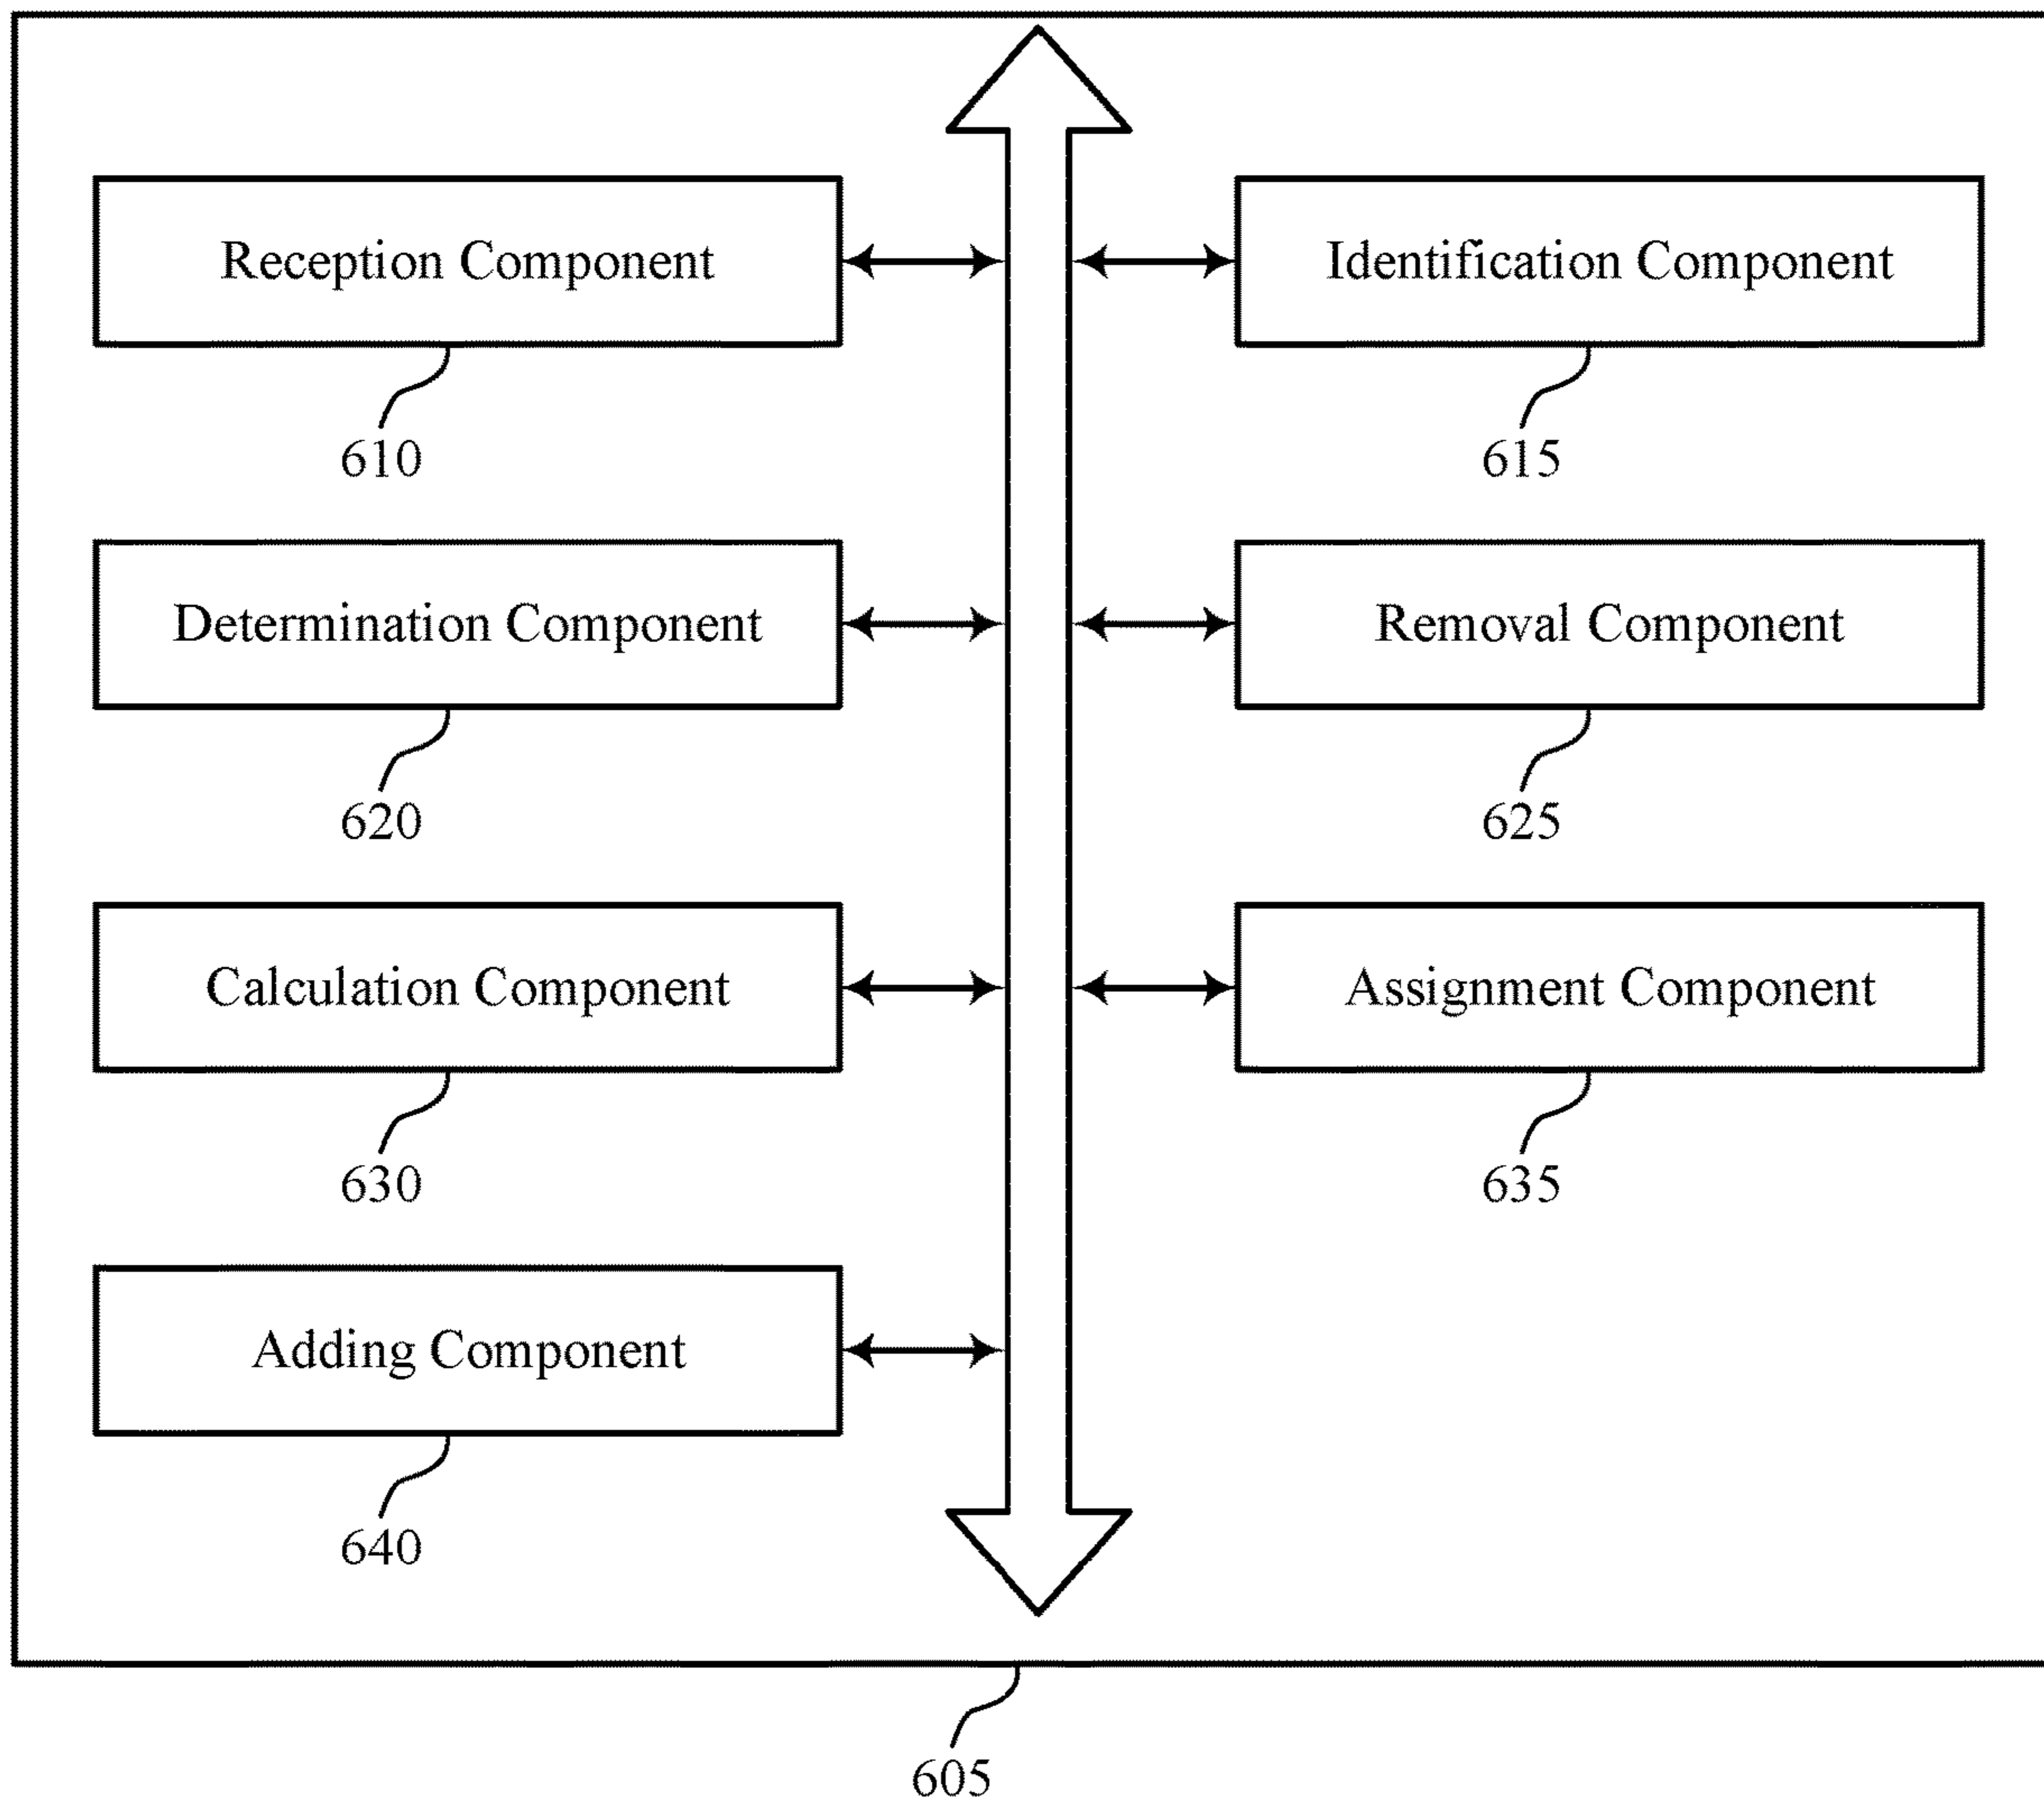 Reception Component
Identification Component
610
615
Determination Component
Removal Component
620
625
Calculation Component
Assignment Component
630
635
Adding Component
640
605